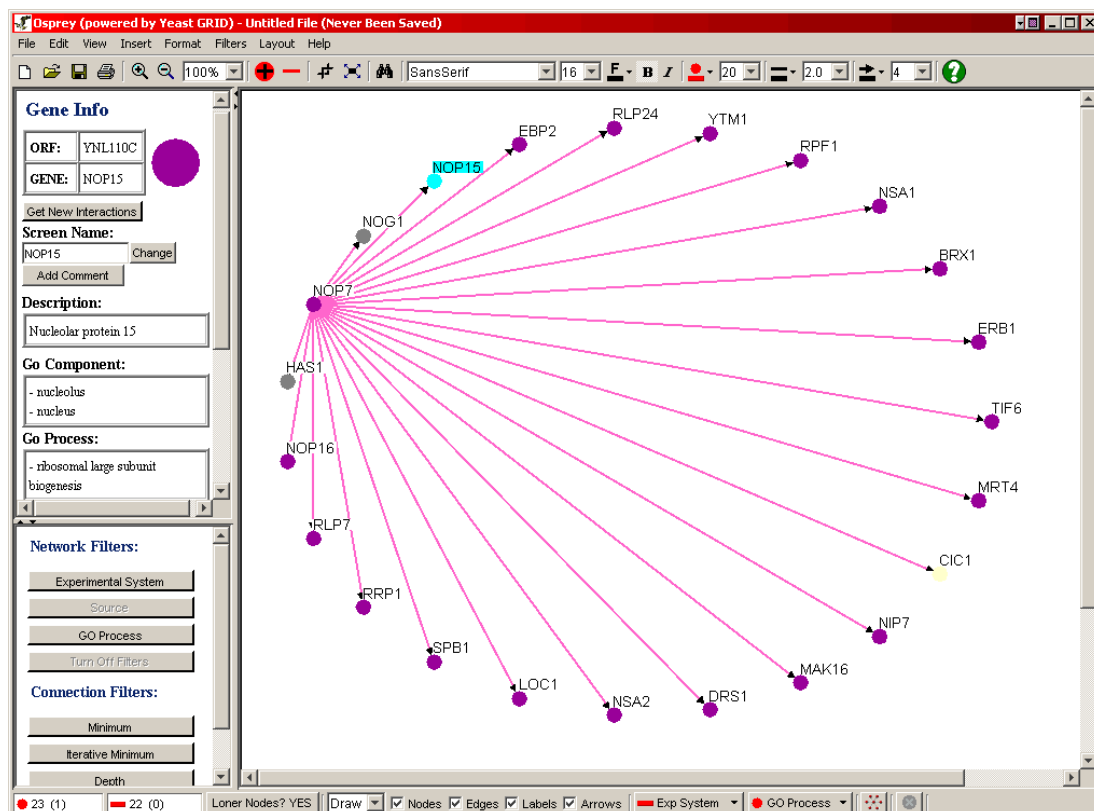 Osprey (powered by Yeast GRID) - Untitled File (Never Been Saved)
File Edit View Insert Format Filters Layout Help
100% SansSerif 16 F B I 20 2.0 4 ?
Gene Info
ORF: YNL110C
GENE: NOP15
Get New Interactions
Screen Name:
NOP15 Change
Add Comment
Description:
Nucleolar protein 15
Go Component:
- nucleolus
- nucleus
Go Process:
- ribosomal large subunit
biogenesis
Network Filters:
Experimental System
Source
GO Process
Turn Off Filters
Connection Filters:
Minimum
Iterative Minimum
Depth
RLP24
YTM1
EBP2
RPF1
NOP15
NSA1
NOG1
BRX1
NOP7
ERB1
HAS1
TIF6
NOP16
MRT4
RLP7
CIC1
RRP1
NIP7
SPB1
MAK16
LOC1
DRS1
NSA2
23 (1) 22 (0) Loner Nodes? YES Draw Nodes Edges Labels Arrows Exp System GO Process